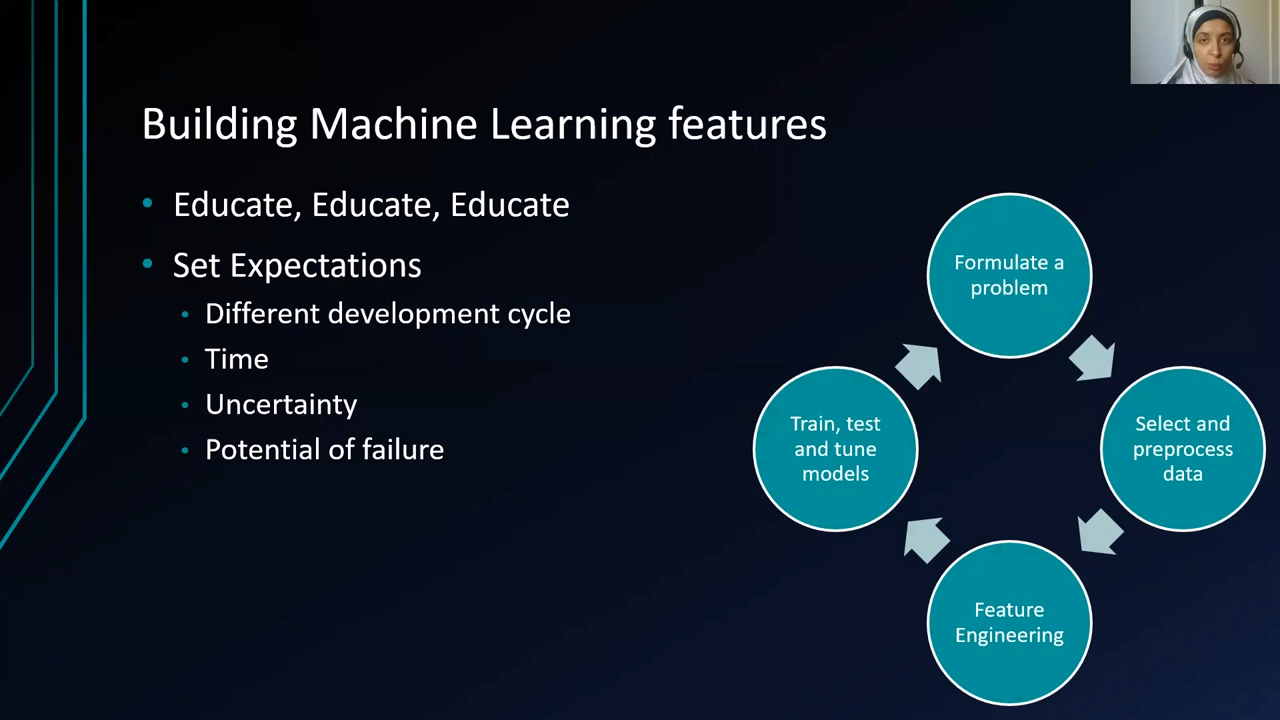 Building Machine Learning features
Educate, Educate, Educate
Set Expectations
Different development cycle
Time
Uncertainty
Potential of failure
Formulate a
problem
Select and
preprocess
data
Feature
Engineering
Train, test
and tune
models